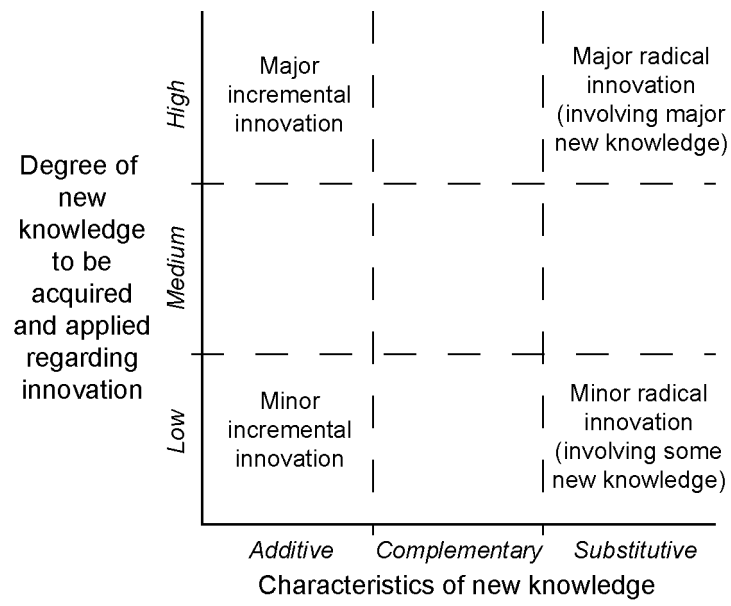 Degree of
new
knowledge
to be
acquired
and applied
regarding
innovation
High
Medium
Low
Major
incremental
innovation
Major radical
innovation
(involving major
new knowledge)
Minor
incremental
innovation
Minor radical
innovation
(involving some
new knowledge)
Additive
Complementary
Substitutive
Characteristics of new knowledge